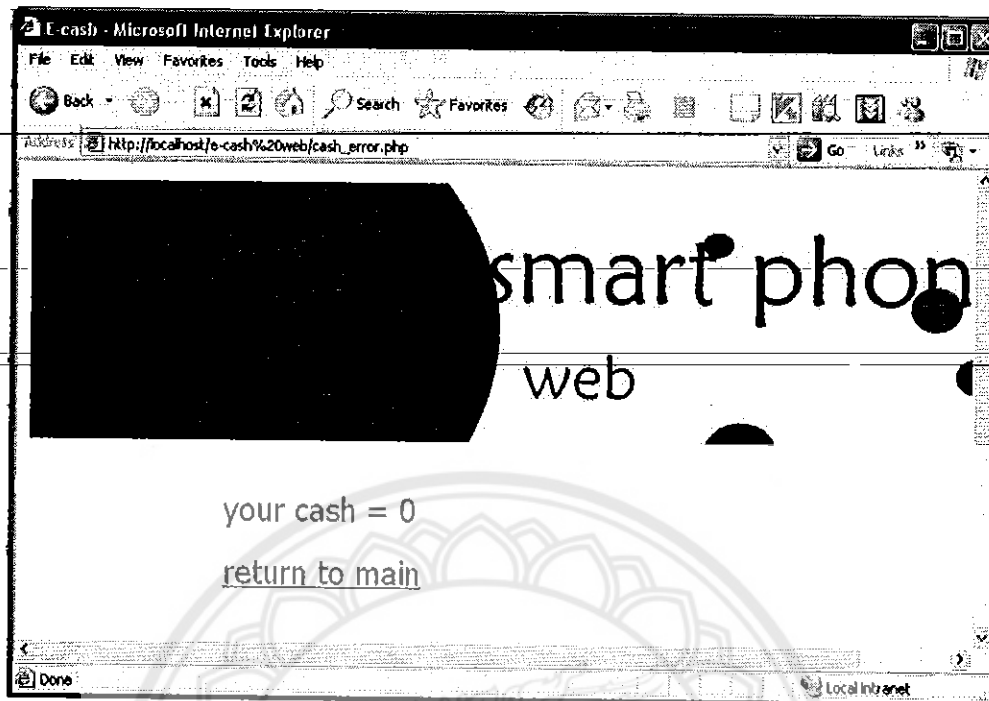 E-cash - Microsoft Internet Explorer
File Edit View Favorites Tools Help
Back Search Favorites
Address http://localhost/e-cash%20web/cash_error.php Go Links »
smart phon
web
your cash = 0
return to main
Done Local intranet